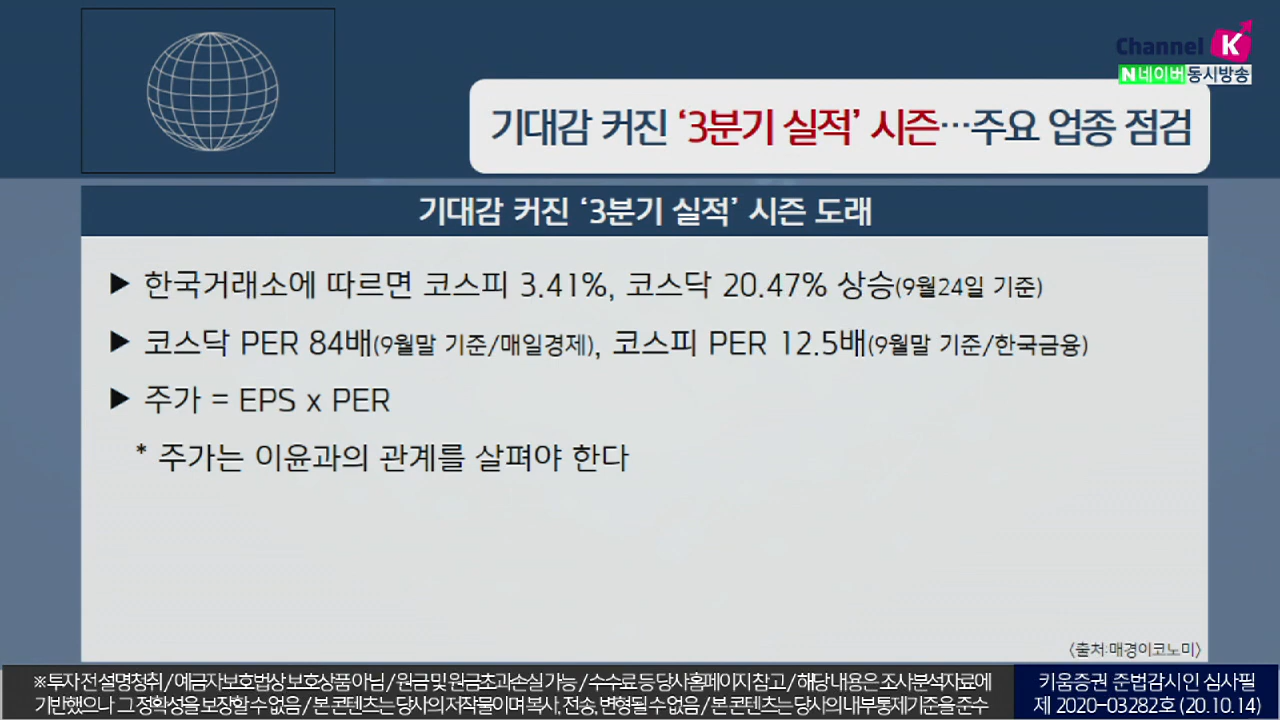 Channel K
N 네이버 동시방송
기대감 커진 ‘3분기 실적’ 시즌…주요 업종 점검
기대감 커진 ‘3분기 실적’ 시즌 도래
▶ 한국거래소에 따르면 코스피 3.41%, 코스닥 20.47% 상승(9월24일 기준)
▶ 코스닥 PER 84배(9월말 기준/매일경제), 코스피 PER 12.5배(9월말 기준/한국금융)
▶ 주가 = EPS x PER
* 주가는 이윤과의 관계를 살펴야 한다
(출처:매경이코노미)
※투자 전 설명청취 / 예금자보호법상 보호상품 아님 / 원금 및 원금초과손실 가능 / 수수료 등 당사홈페이지 참고 / 해당 내용은 조사분석자료에
기반했으나 그 정확성을 보장할 수 없음 / 본 콘텐츠는 당사의 저작물이며 복사, 전송, 변형될 수 없음 / 본 콘텐츠는 당사의 내부통제기준을 준수
키움증권 준법감시인 심사필
제 2020-03282호 (20.10.14)